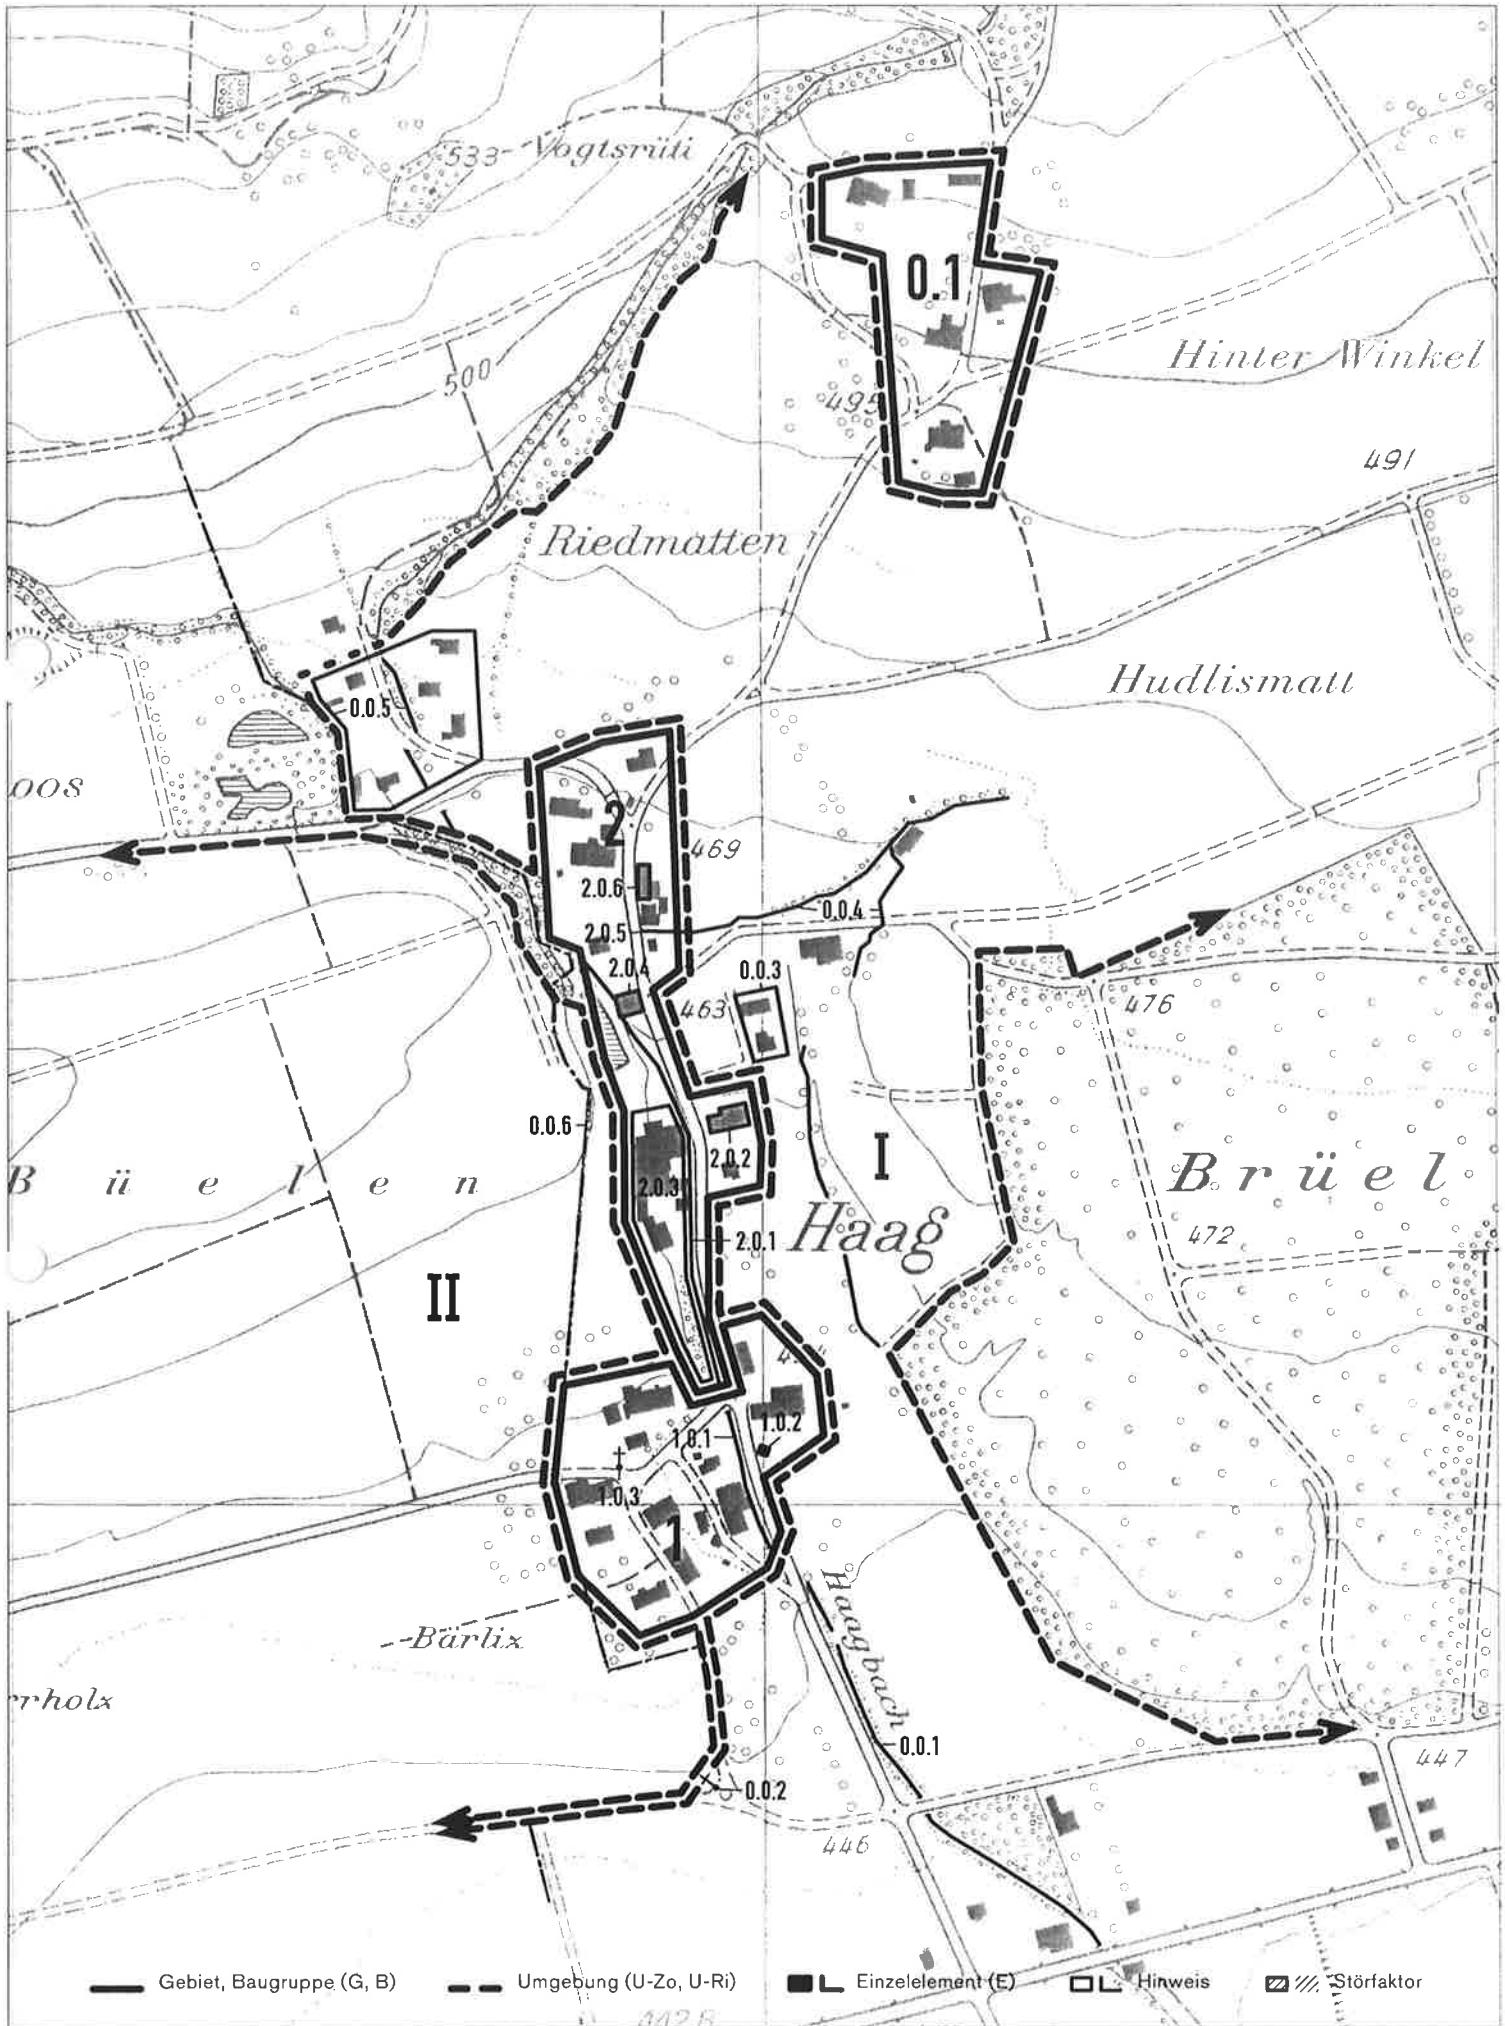 533 Vogtsrüti
0.1
Hinter Winkel
500
495
491
Riedmatten
Hudlismatt
0.0.5
oos
2
469
2.0.6
0.0.4
2.0.5
2.0.4
0.0.3
463
476
0.0.6
I
2.0.2
Brüel
Büelen
2.0.3
Haag
472
2.0.1
II
1.0.2
1.0.1
1.0.3
1
Haagbach
Bärlix
rrholz
0.0.1
447
0.0.2
446
Gebiet, Baugruppe (G, B) Umgebung (U-Zo, U-Ri) Einzelelement (E) Hinweis Störfaktor